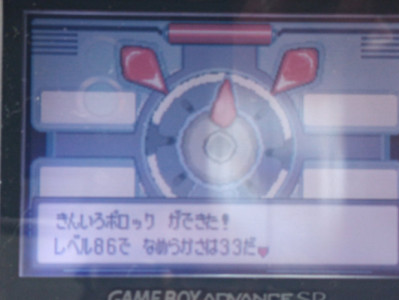 きんいろポロック ができた!
レベル86で なめらかさは33だ♥
GAME BOY ADVANCE SP